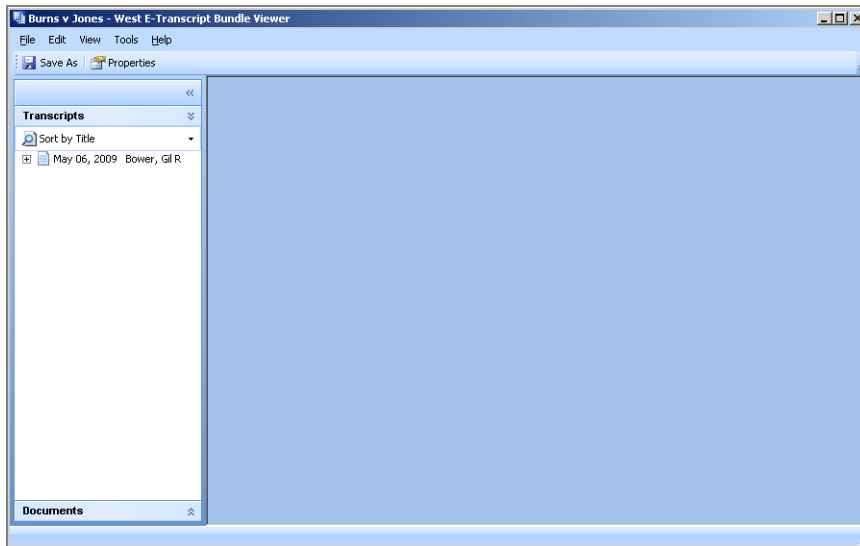 Burns v Jones - West E-Transcript Bundle Viewer
File Edit View Tools Help
Save As Properties
Transcripts
Sort by Title
May 06, 2009 Bower, Gil R
Documents